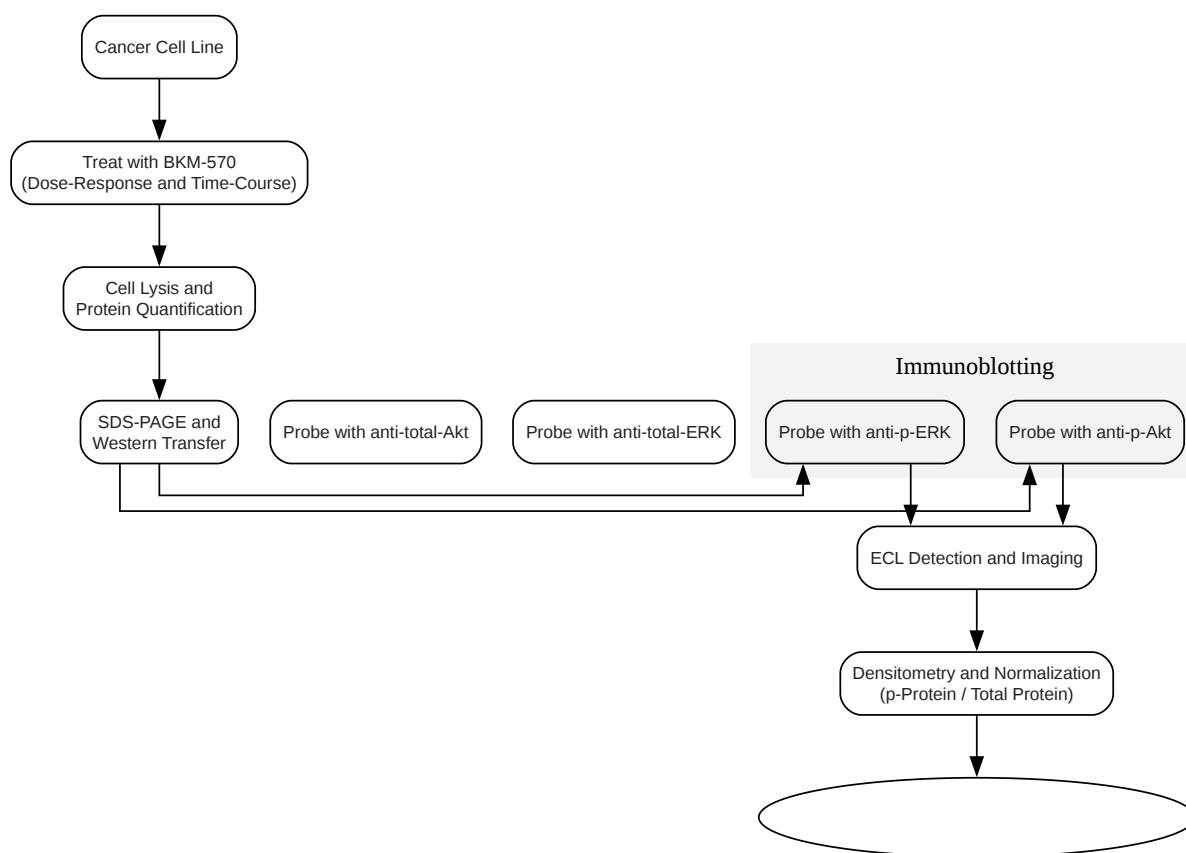 Cancer Cell Line
Treat with BKM-570
(Dose-Response and Time-Course)
Cell Lysis and
Protein Quantification
Immunoblotting
SDS-PAGE and
Western Transfer
Probe with anti-total-Akt
Probe with anti-total-ERK
Probe with anti-p-ERK
Probe with anti-p-Akt
ECL Detection and Imaging
Densitometry and Normalization
(p-Protein / Total Protein)